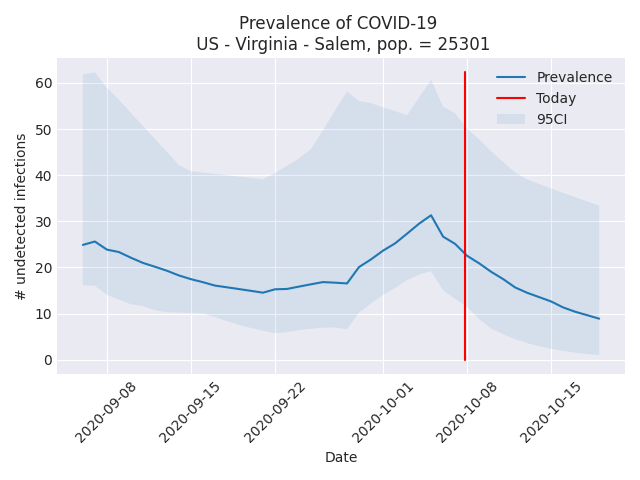 Prevalence of COVID-19
US - Virginia - Salem, pop. = 25301
# undetected infections
60
50
40
30
20
10
0
Prevalence
Today
95CI
2020-09-08
2020-09-15
2020-09-22
2020-10-01
2020-10-08
2020-10-15
Date